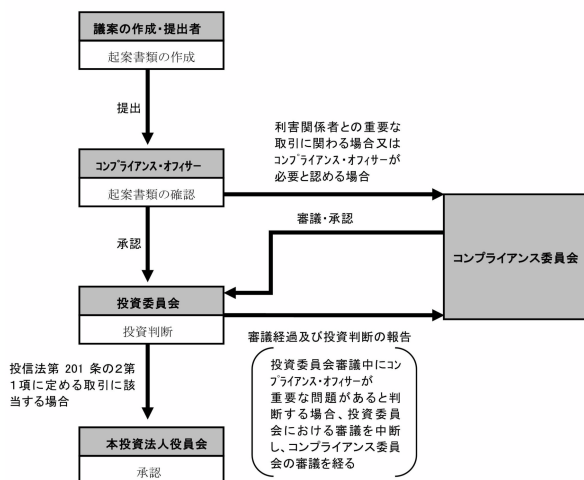 議案の作成・提出者
起案書類の作成
提出
利害関係者との重要な
取引に関わる場合又は
コンプライアンス・オフィサーが
必要と認める場合
コンプライアンス・オフィサー
起案書類の確認
審議・承認
コンプライアンス委員会
承認
投資委員会
投資判断
審議経過及び投資判断の報告
投信法第 201 条の2第
1項に定める取引に該
当する場合
投資委員会審議中にコン
プライアンス・オフィサーが
重要な問題があると判
断する場合、投資委員
会における審議を中断
し、コンプライアンス委員
会の審議を経る
本投資法人役員会
承認